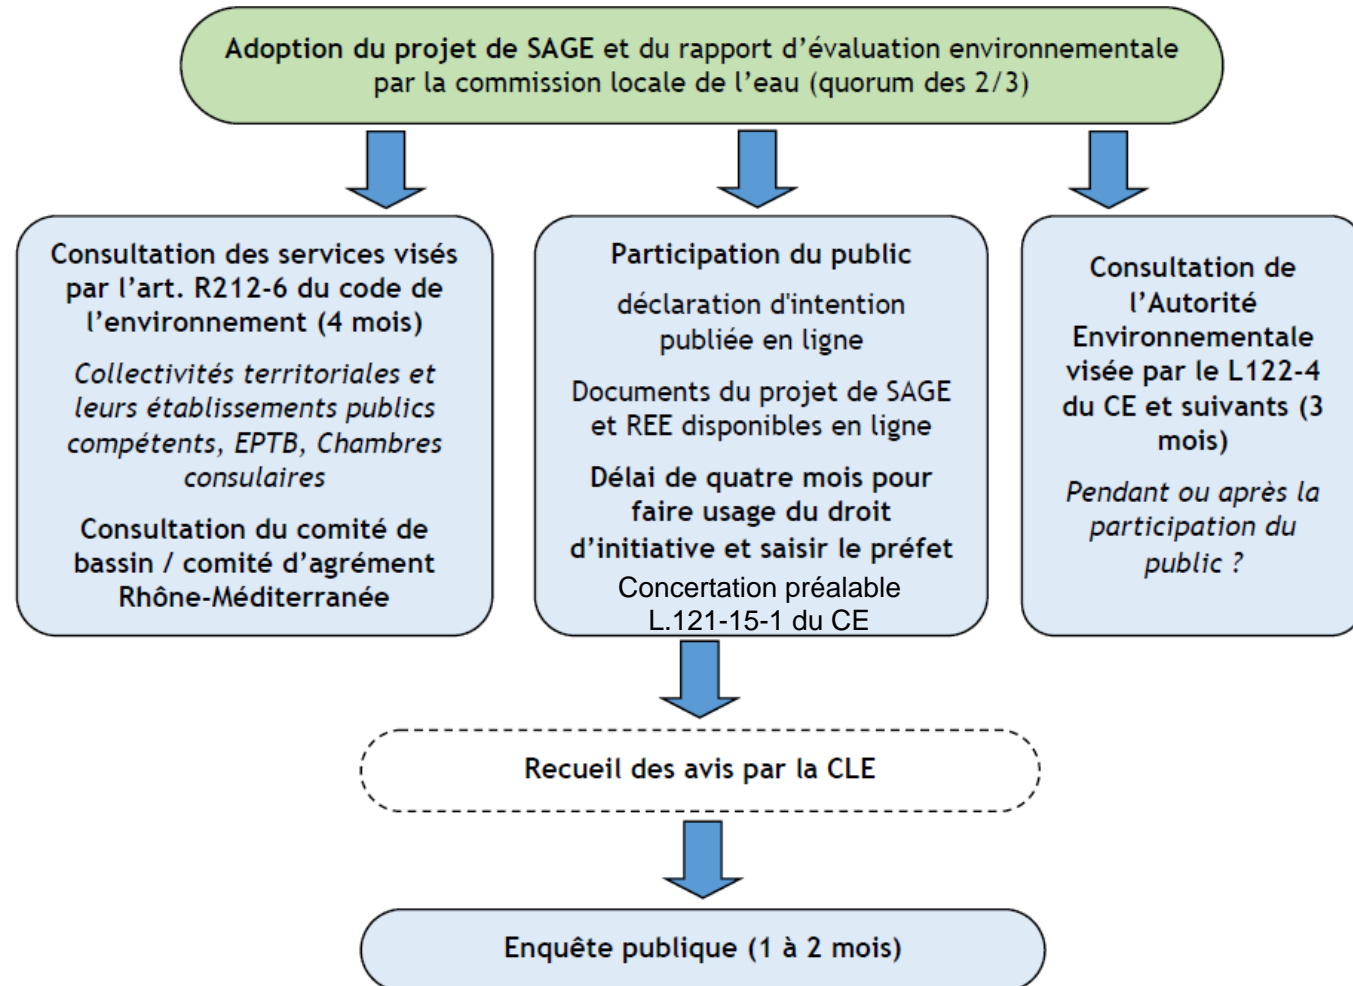 Adoption du projet de SAGE et du rapport d’évaluation environnementale
par la commission locale de l’eau (quorum des 2/3)
Consultation des services visés
par l’art. R212-6 du code de
l’environnement (4 mois)
Collectivités territoriales et
leurs établissements publics
compétents, EPTB, Chambres
consulaires
Consultation du comité de
bassin / comité d’agrément
Rhône-Méditerranée
Participation du public
déclaration d'intention
publiée en ligne
Documents du projet de SAGE
et REE disponibles en ligne
Délai de quatre mois pour
faire usage du droit
d’initiative et saisir le préfet
Concertation préalable
L.121-15-1 du CE
Consultation de
l’Autorité
Environnementale
visée par le L122-4
du CE et suivants (3
mois)
Pendant ou après la
participation du
public ?
Recueil des avis par la CLE
Enquête publique (1 à 2 mois)